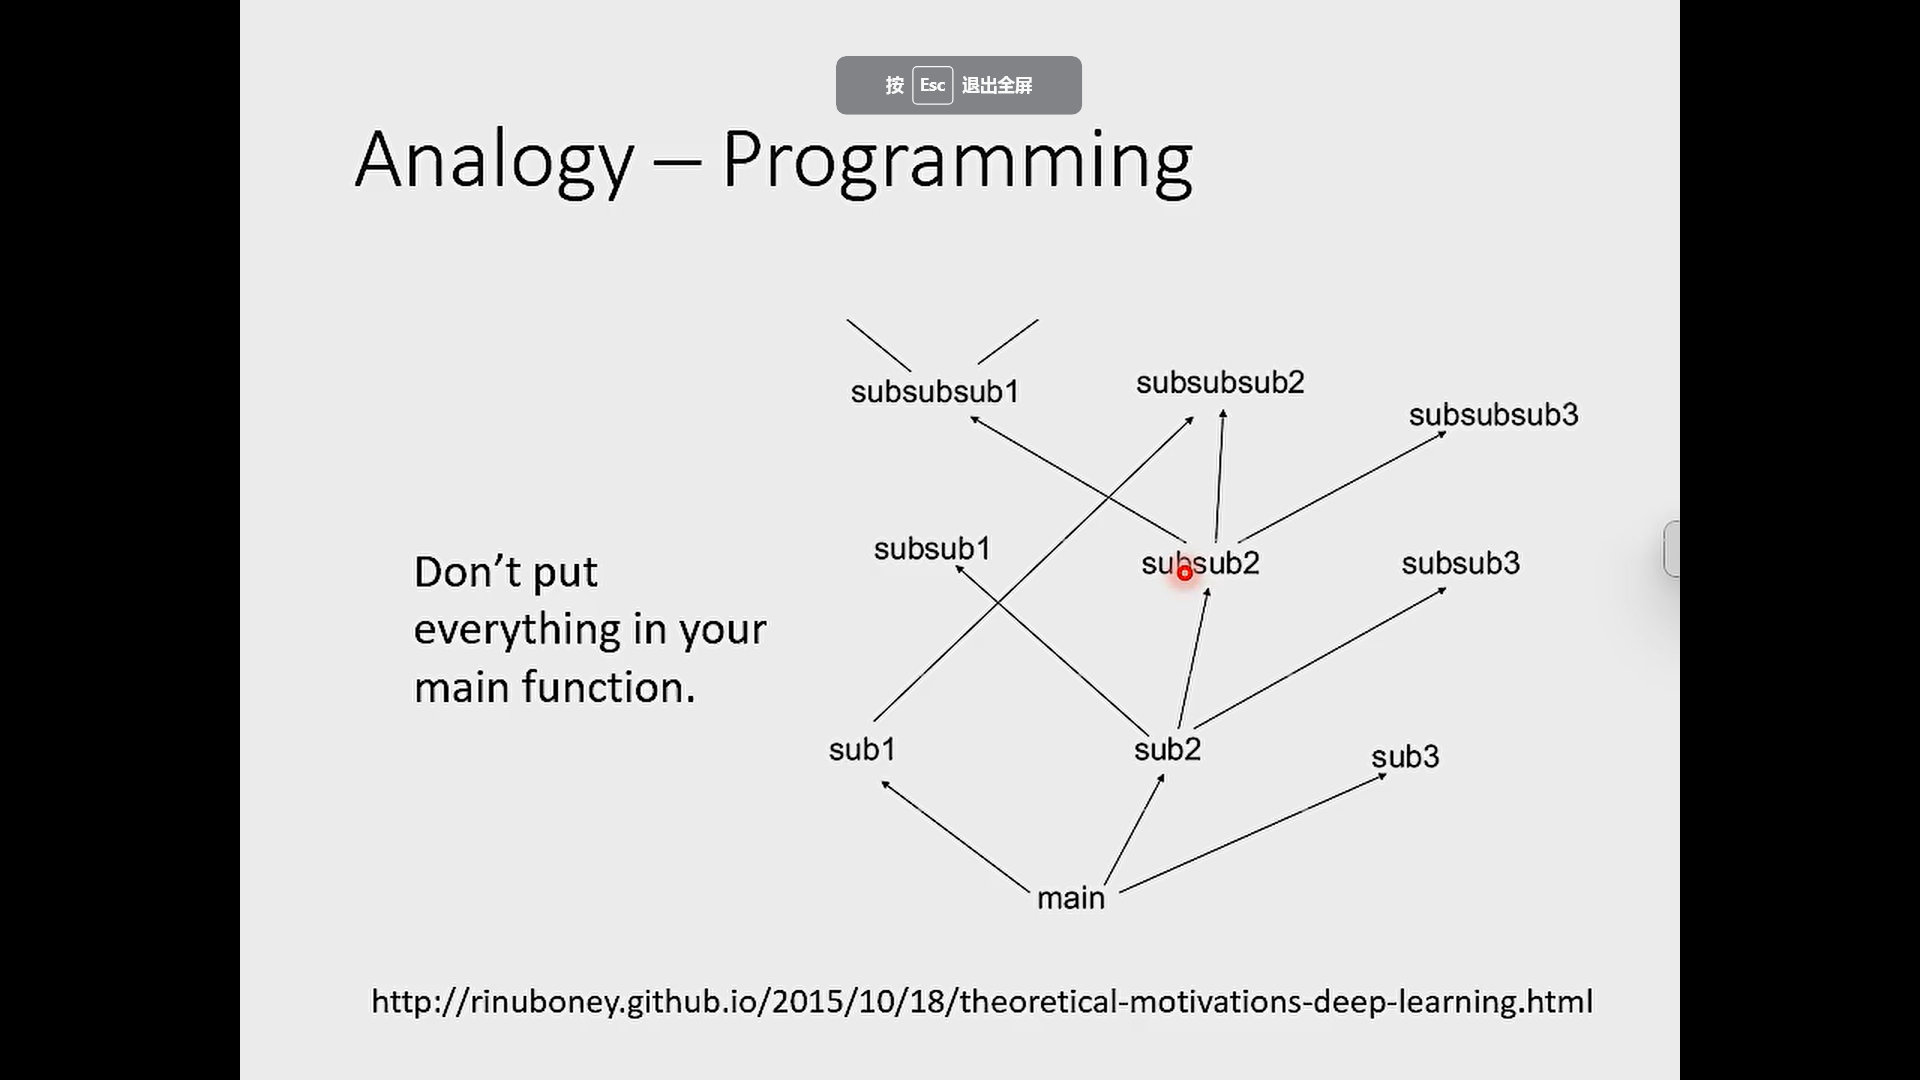 按 Esc 退出全屏
Analogy – Programming
subsubsub1
subsubsub2
subsubsub3
subsub1
subsub2
subsub3
Don’t put
everything in your
main function.
sub1
sub2
sub3
main
http://rinuboney.github.io/2015/10/18/theoretical-motivations-deep-learning.html